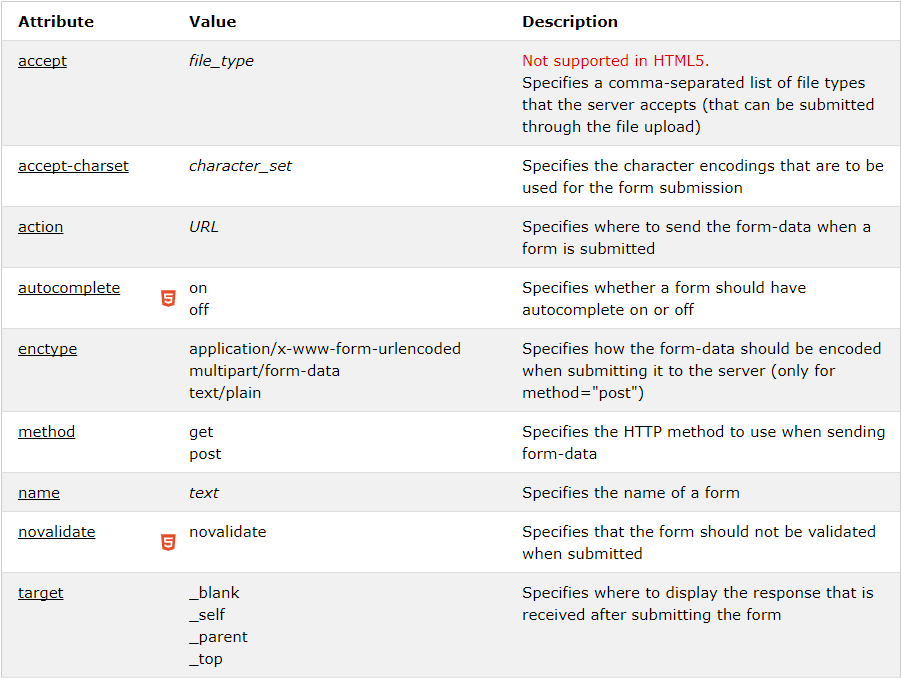 Attribute Value Description
accept file_type Not supported in HTML5.
Specifies a comma-separated list of file types
that the server accepts (that can be submitted
through the file upload)
accept-charset character_set Specifies the character encodings that are to be
used for the form submission
action URL Specifies where to send the form-data when a
form is submitted
autocomplete 5 on Specifies whether a form should have
off autocomplete on or off
enctype application/x-www-form-urlencoded Specifies how the form-data should be encoded
multipart/form-data when submitting it to the server (only for
text/plain method="post")
method get Specifies the HTTP method to use when sending
post form-data
name text Specifies the name of a form
novalidate 5 novalidate Specifies that the form should not be validated
when submitted
target _blank Specifies where to display the response that is
_self received after submitting the form
_parent
_top